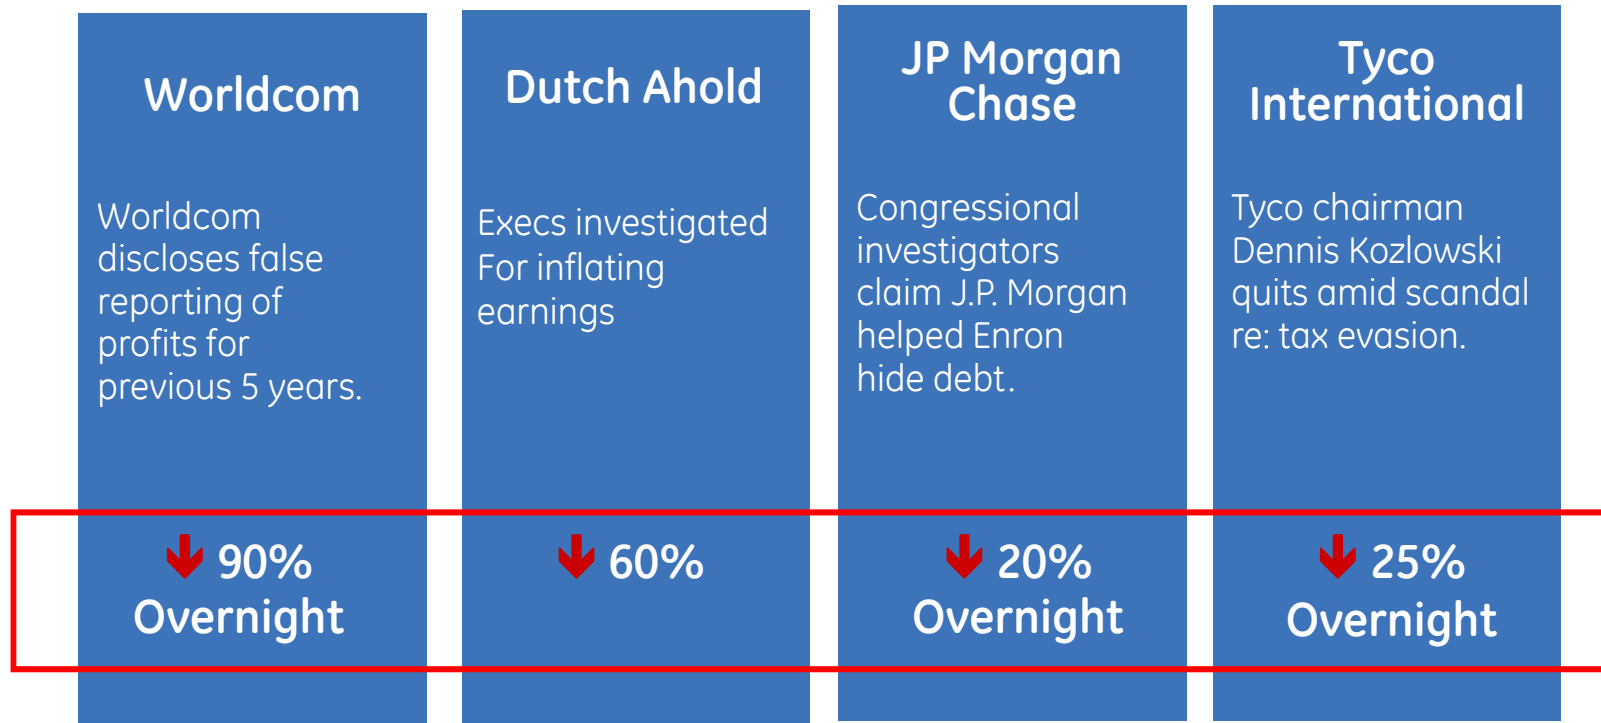 Worldcom
Worldcom
discloses false
reporting of
profits for
previous 5 years.
90%
Overnight
Dutch Ahold
Execs investigated
For inflating
earnings
60%
JP Morgan
Chase
Congressional
investigators
claim J.P. Morgan
helped Enron
hide debt.
20%
Overnight
Tyco
International
Tyco chairman
Dennis Kozlowski
quits amid scandal
re: tax evasion.
25%
Overnight